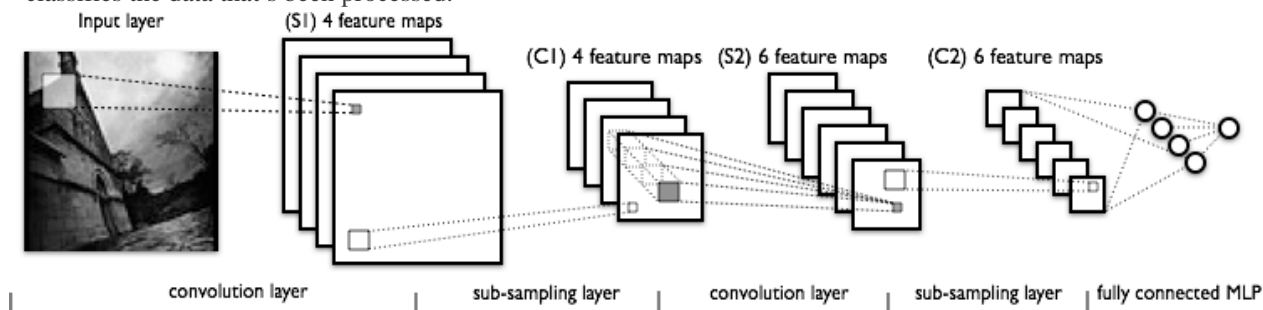 classifies the data that's been processed.
Input layer
(S1) 4 feature maps
(C1) 4 feature maps
(S2) 6 feature maps
(C2) 6 feature maps
convolution layer
sub-sampling layer
convolution layer
sub-sampling layer
fully connected MLP